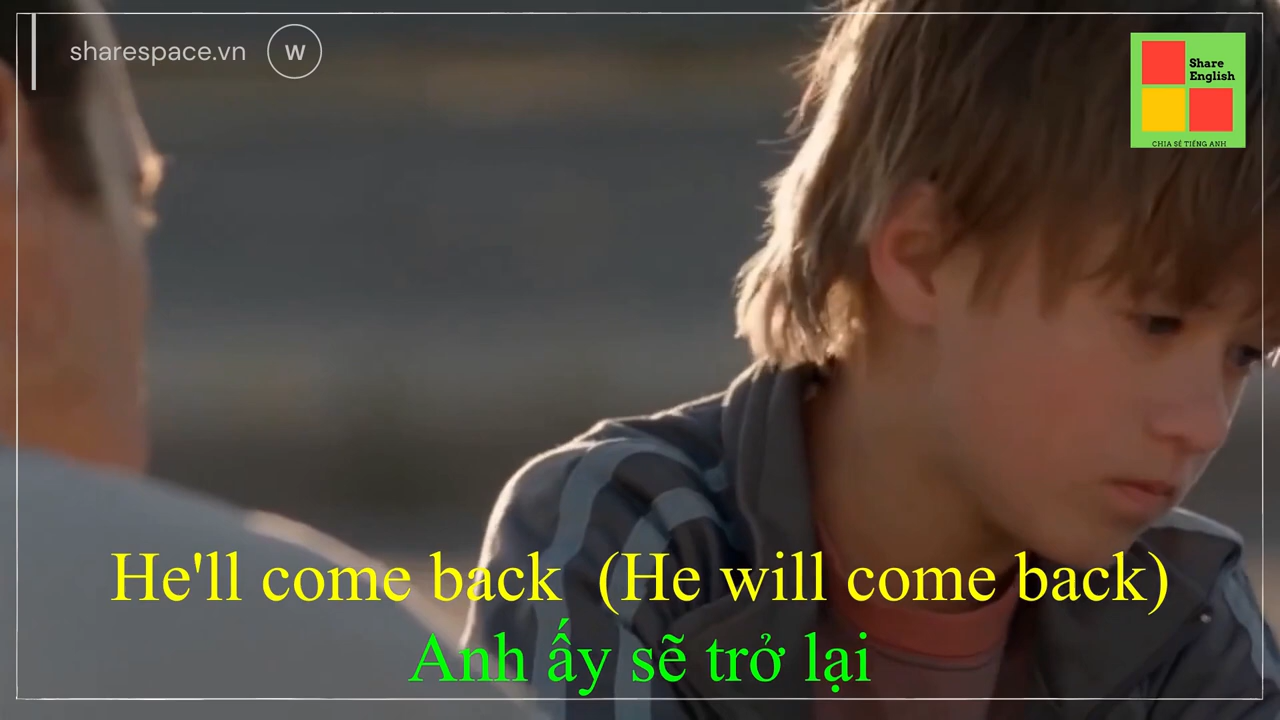 sharespace.vn W
Share
English
CHIA SẺ TIẾNG ANH
He'll come back (He will come back)
Anh ấy sẽ trở lại